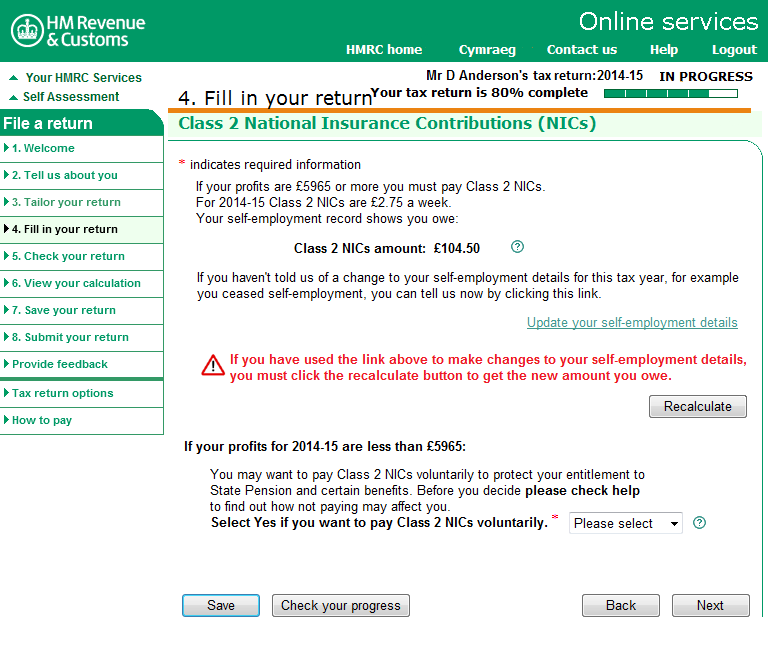 HM Revenue
& Customs
Online services
HMRC home Cymraeg Contact us Help Logout
Your HMRC Services
Self Assessment
File a return
1. Welcome
2. Tell us about you
3. Tailor your return
4. Fill in your return
5. Check your return
6. View your calculation
7. Save your return
8. Submit your return
Provide feedback
Tax return options
How to pay
Mr D Anderson's tax return:2014-15 IN PROGRESS
4. Fill in your return
Your tax return is 80% complete
Class 2 National Insurance Contributions (NICs)
* indicates required information
If your profits are £5965 or more you must pay Class 2 NICs.
For 2014-15 Class 2 NICs are £2.75 a week.
Your self-employment record shows you owe:
Class 2 NICs amount: £104.50 ?
If you haven't told us of a change to your self-employment details for this tax year, for example
you ceased self-employment, you can tell us now by clicking this link.
Update your self-employment details
If you have used the link above to make changes to your self-employment details,
you must click the recalculate button to get the new amount you owe.
Recalculate
If your profits for 2014-15 are less than £5965:
You may want to pay Class 2 NICs voluntarily to protect your entitlement to
State Pension and certain benefits. Before you decide please check help
to find out how not paying may affect you.
Select Yes if you want to pay Class 2 NICs voluntarily. * Please select ?
Save Check your progress Back Next